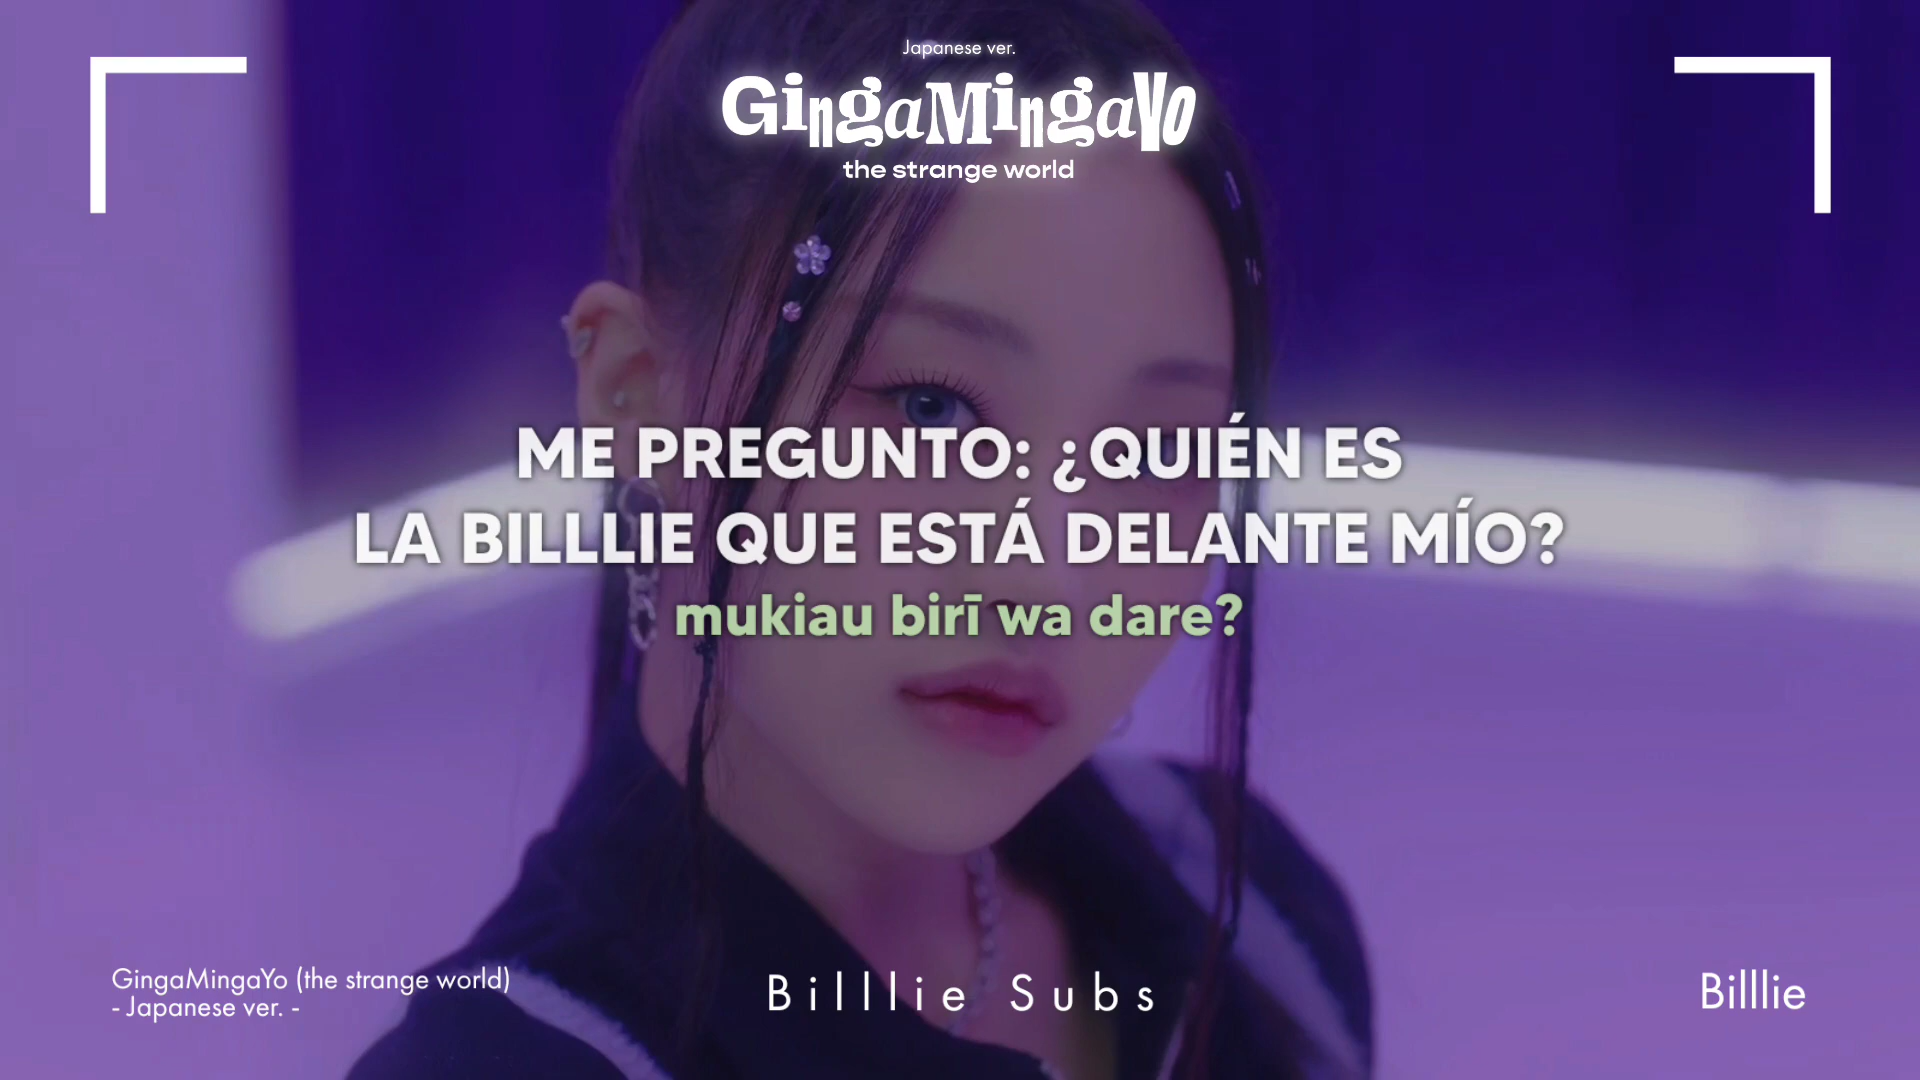 Japanese ver.
GingaMingaYo
the strange world
ME PREGUNTO: ¿QUIÉN ES
LA BILLLIE QUE ESTÁ DELANTE MÍO?
mukiau birī wa dare?
GingaMingaYo (the strange world)
- Japanese ver. -
Billlie Subs
Billlie